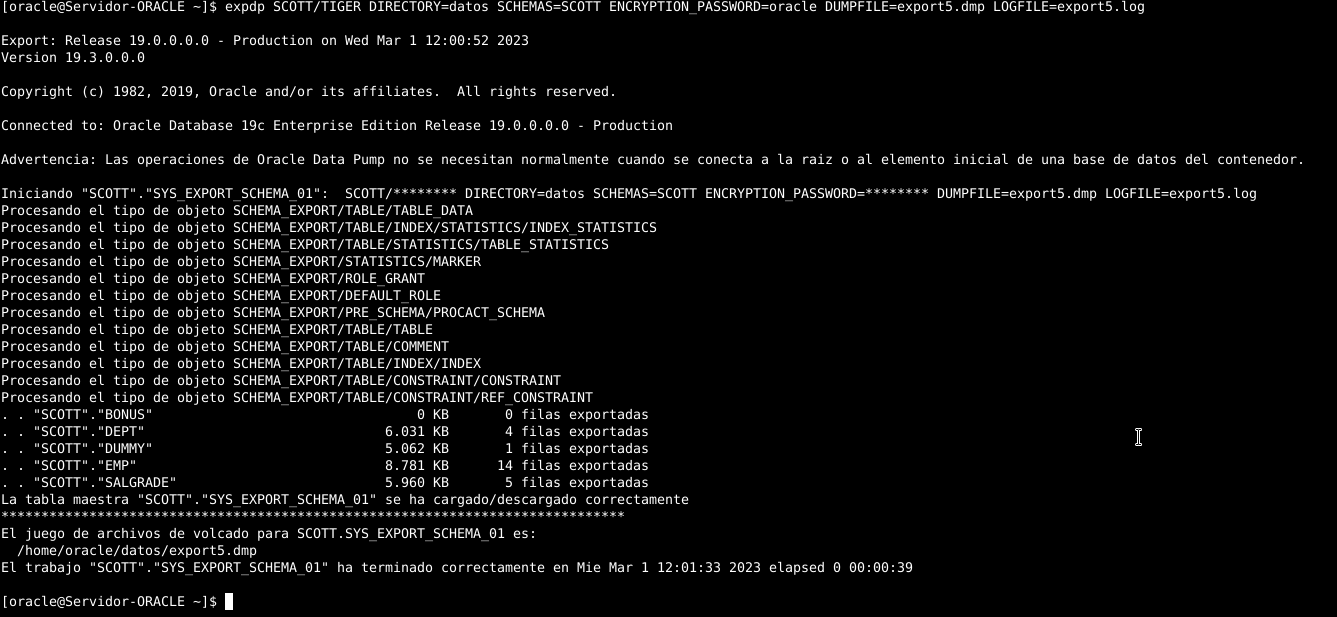 [oracle@Servidor-ORACLE ~]$ expdp SCOTT/TIGER DIRECTORY=datos SCHEMAS=SCOTT ENCRYPTION_PASSWORD=oracle DUMPFILE=export5.dmp LOGFILE=export5.log
Export: Release 19.0.0.0.0 - Production on Wed Mar 1 12:00:52 2023
Version 19.3.0.0.0
Copyright (c) 1982, 2019, Oracle and/or its affiliates.  All rights reserved.
Connected to: Oracle Database 19c Enterprise Edition Release 19.0.0.0.0 - Production
Advertencia: Las operaciones de Oracle Data Pump no se necesitan normalmente cuando se conecta a la raiz o al elemento inicial de una base de datos del contenedor.
Iniciando "SCOTT"."SYS_EXPORT_SCHEMA_01":  SCOTT/******** DIRECTORY=datos SCHEMAS=SCOTT ENCRYPTION_PASSWORD=******** DUMPFILE=export5.dmp LOGFILE=export5.log
Procesando el tipo de objeto SCHEMA_EXPORT/TABLE/TABLE_DATA
Procesando el tipo de objeto SCHEMA_EXPORT/TABLE/INDEX/STATISTICS/INDEX_STATISTICS
Procesando el tipo de objeto SCHEMA_EXPORT/TABLE/STATISTICS/TABLE_STATISTICS
Procesando el tipo de objeto SCHEMA_EXPORT/STATISTICS/MARKER
Procesando el tipo de objeto SCHEMA_EXPORT/ROLE_GRANT
Procesando el tipo de objeto SCHEMA_EXPORT/DEFAULT_ROLE
Procesando el tipo de objeto SCHEMA_EXPORT/PRE_SCHEMA/PROCACT_SCHEMA
Procesando el tipo de objeto SCHEMA_EXPORT/TABLE/TABLE
Procesando el tipo de objeto SCHEMA_EXPORT/TABLE/COMMENT
Procesando el tipo de objeto SCHEMA_EXPORT/TABLE/INDEX/INDEX
Procesando el tipo de objeto SCHEMA_EXPORT/TABLE/CONSTRAINT/CONSTRAINT
Procesando el tipo de objeto SCHEMA_EXPORT/TABLE/CONSTRAINT/REF_CONSTRAINT
. . "SCOTT"."BONUS"                                 0 KB       0 filas exportadas
. . "SCOTT"."DEPT"                              6.031 KB       4 filas exportadas
. . "SCOTT"."DUMMY"                             5.062 KB       1 filas exportadas
. . "SCOTT"."EMP"                               8.781 KB      14 filas exportadas
. . "SCOTT"."SALGRADE"                          5.960 KB       5 filas exportadas
La tabla maestra "SCOTT"."SYS_EXPORT_SCHEMA_01" se ha cargado/descargado correctamente
******************************************************************************
El juego de archivos de volcado para SCOTT.SYS_EXPORT_SCHEMA_01 es:
  /home/oracle/datos/export5.dmp
El trabajo "SCOTT"."SYS_EXPORT_SCHEMA_01" ha terminado correctamente en Mie Mar 1 12:01:33 2023 elapsed 0 00:00:39
[oracle@Servidor-ORACLE ~]$